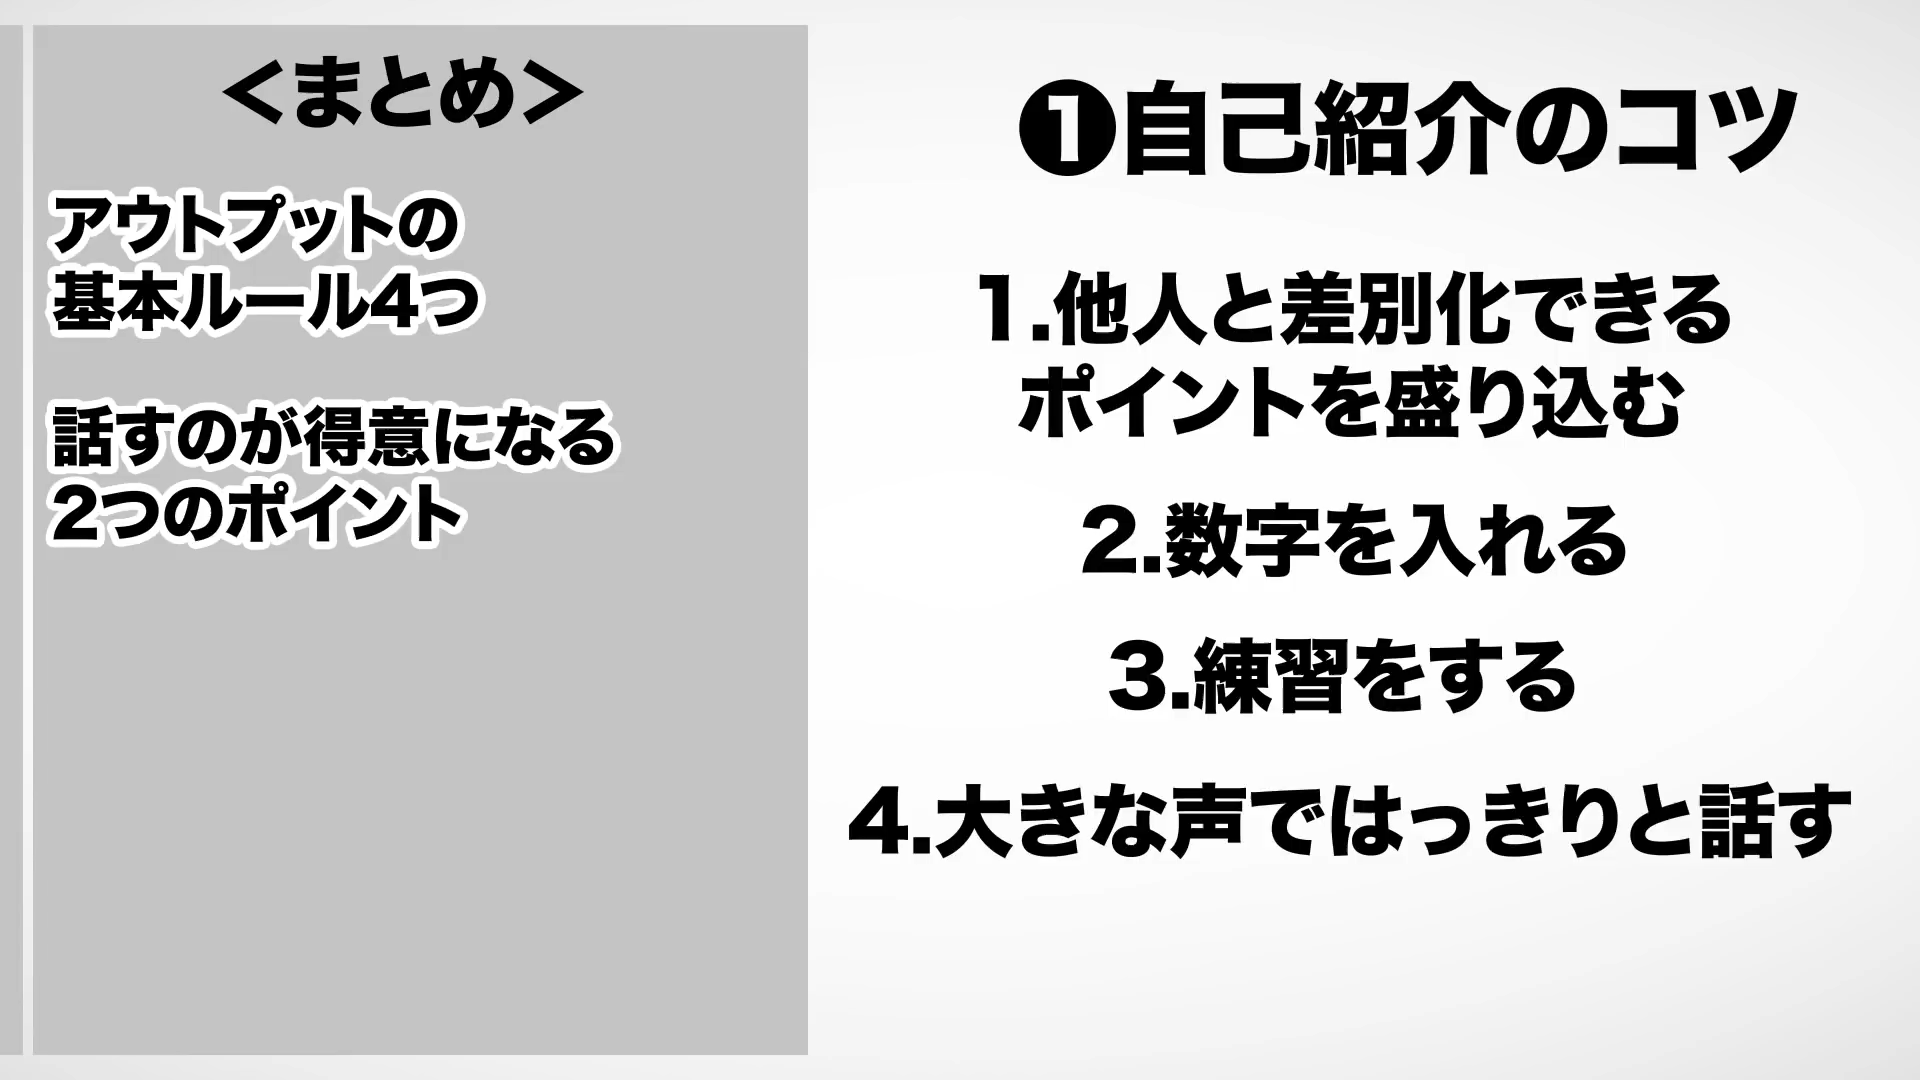 ＜まとめ＞
アウトプットの
基本ルール4つ
話すのが得意になる
2つのポイント
❶自己紹介のコツ
1.他人と差別化できる
ポイントを盛り込む
2.数字を入れる
3.練習をする
4.大きな声ではっきりと話す